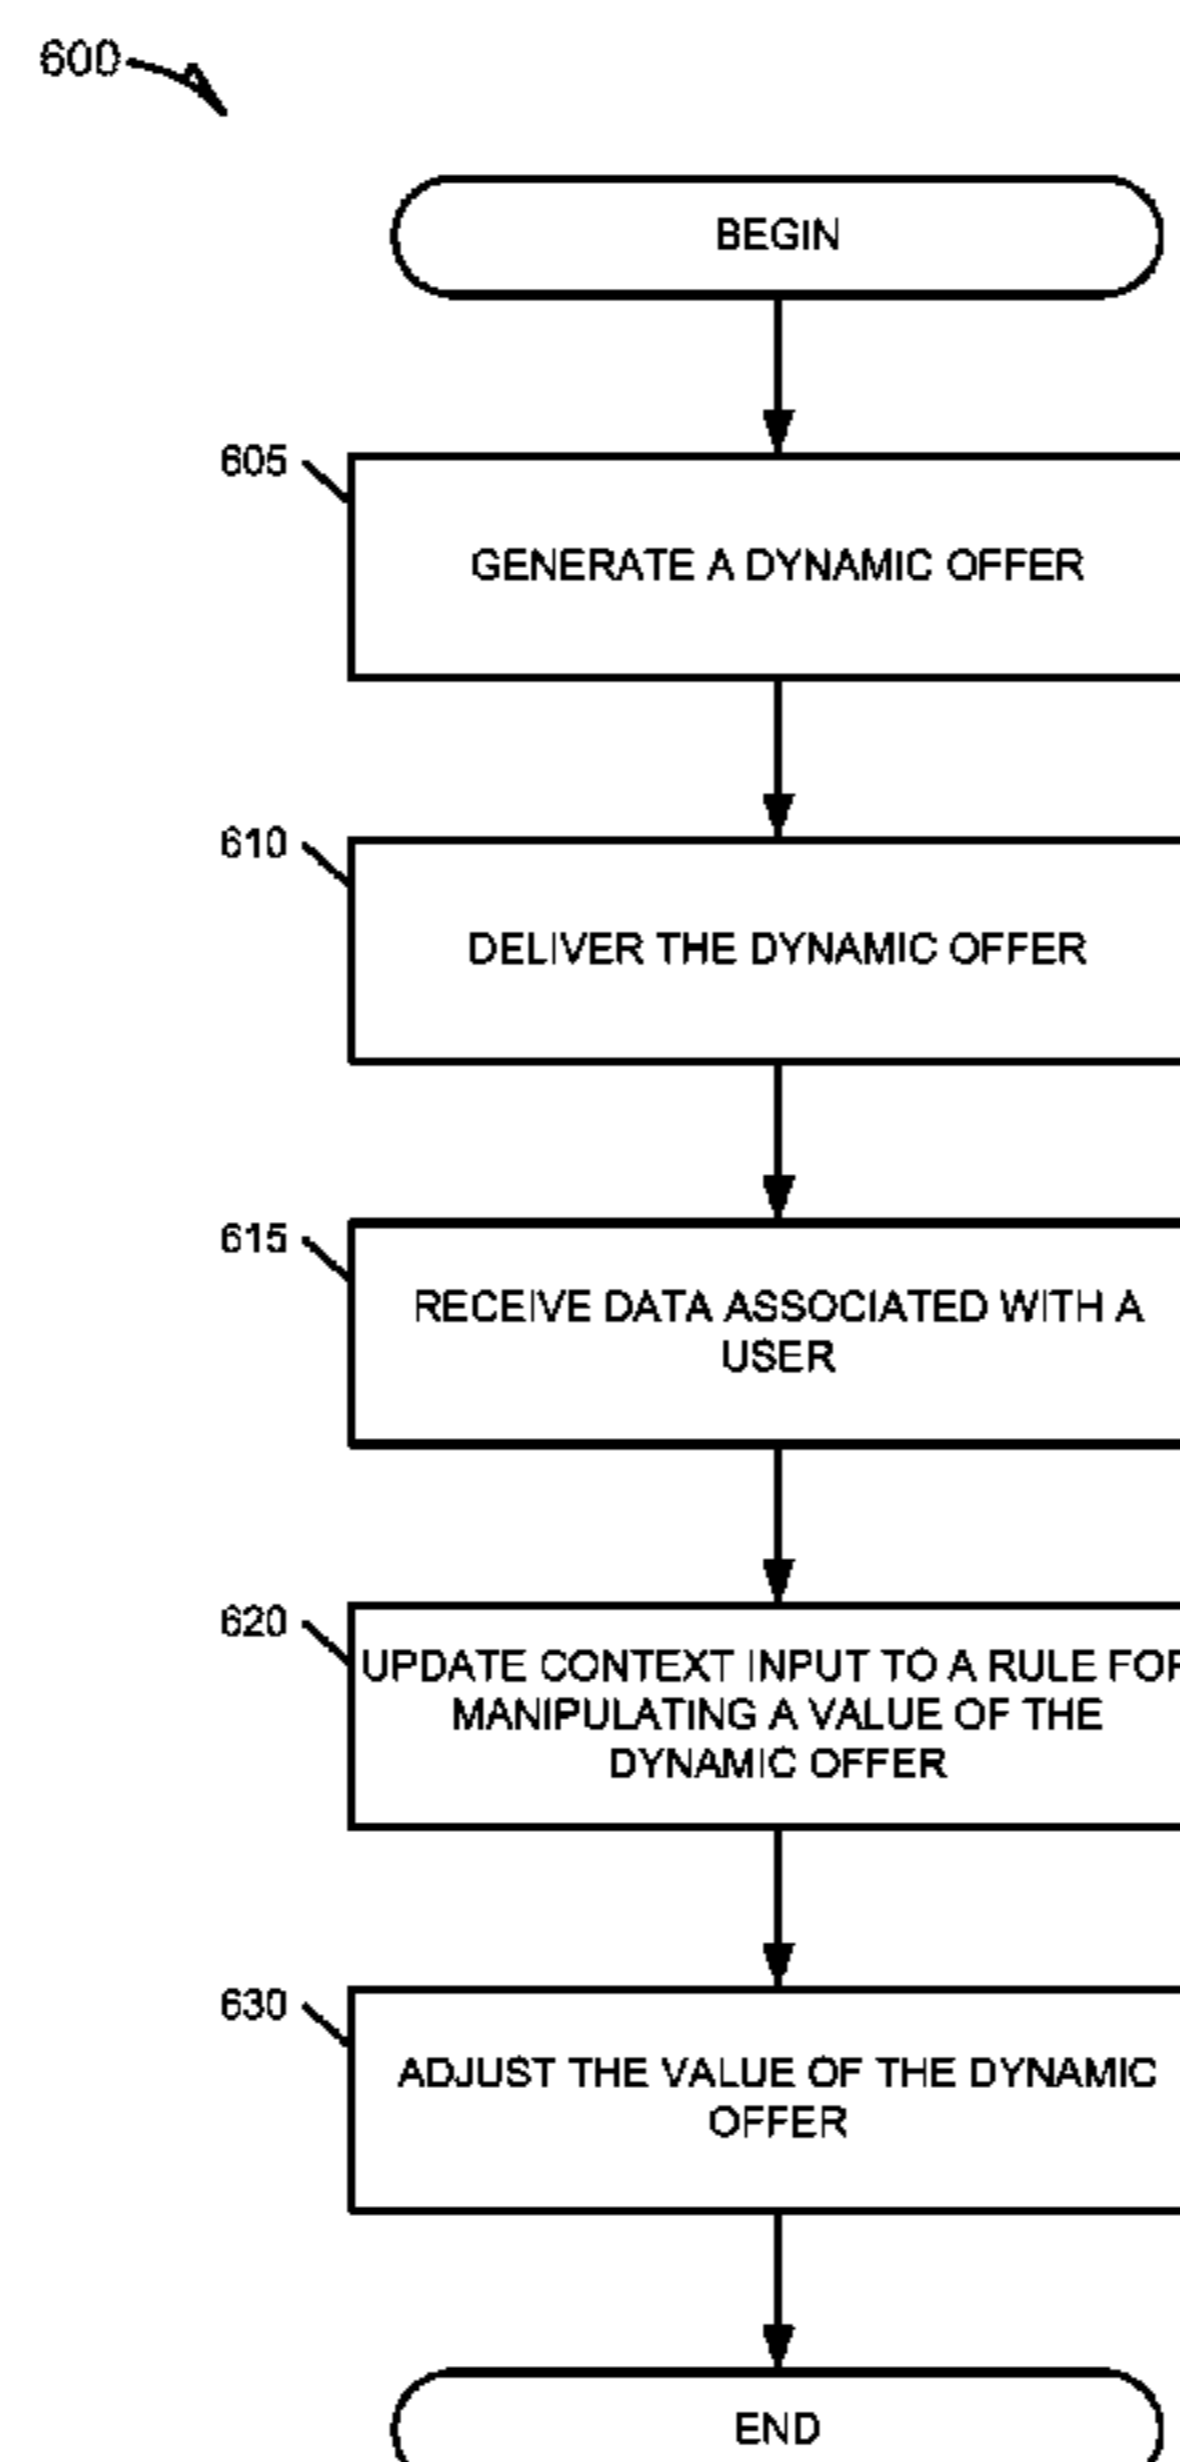 600
BEGIN
605
GENERATE A DYNAMIC OFFER
610
DELIVER THE DYNAMIC OFFER
615
RECEIVE DATA ASSOCIATED WITH A
USER
620
UPDATE CONTEXT INPUT TO A RULE FOR
MANIPULATING A VALUE OF THE
DYNAMIC OFFER
630
ADJUST THE VALUE OF THE DYNAMIC
OFFER
END